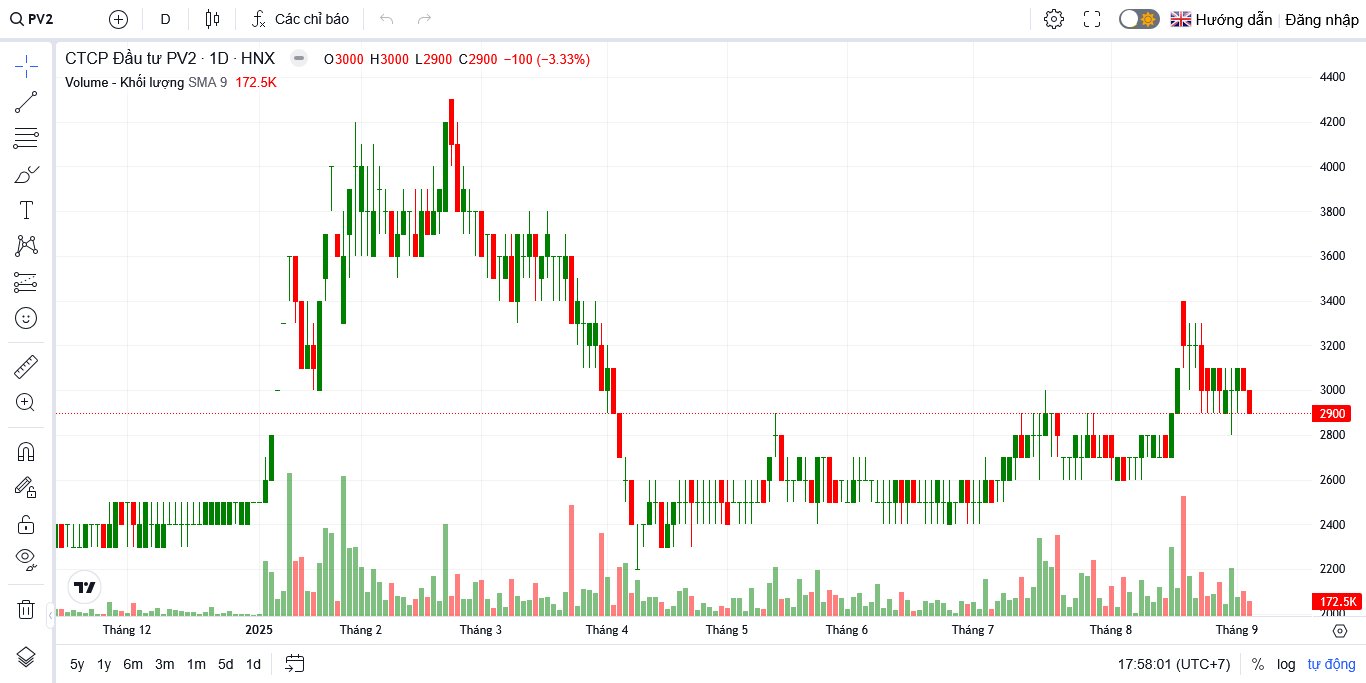 PV2 D Các chỉ báo Hướng dẫn Đăng nhập
CTCP Đầu tư PV2 · 1D · HNX O3000 H3000 L2900 C2900 −100 (−3.33%)
Volume - Khối lượng SMA 9 172.5K
4400
4200
4000
3800
3600
3400
3200
3000
2900
2800
2600
2400
2200
172.5K
2000
Tháng 12 2025 Tháng 2 Tháng 3 Tháng 4 Tháng 5 Tháng 6 Tháng 7 Tháng 8 Tháng 9
5y 1y 6m 3m 1m 5d 1d 17:58:01 (UTC+7) % log tự động